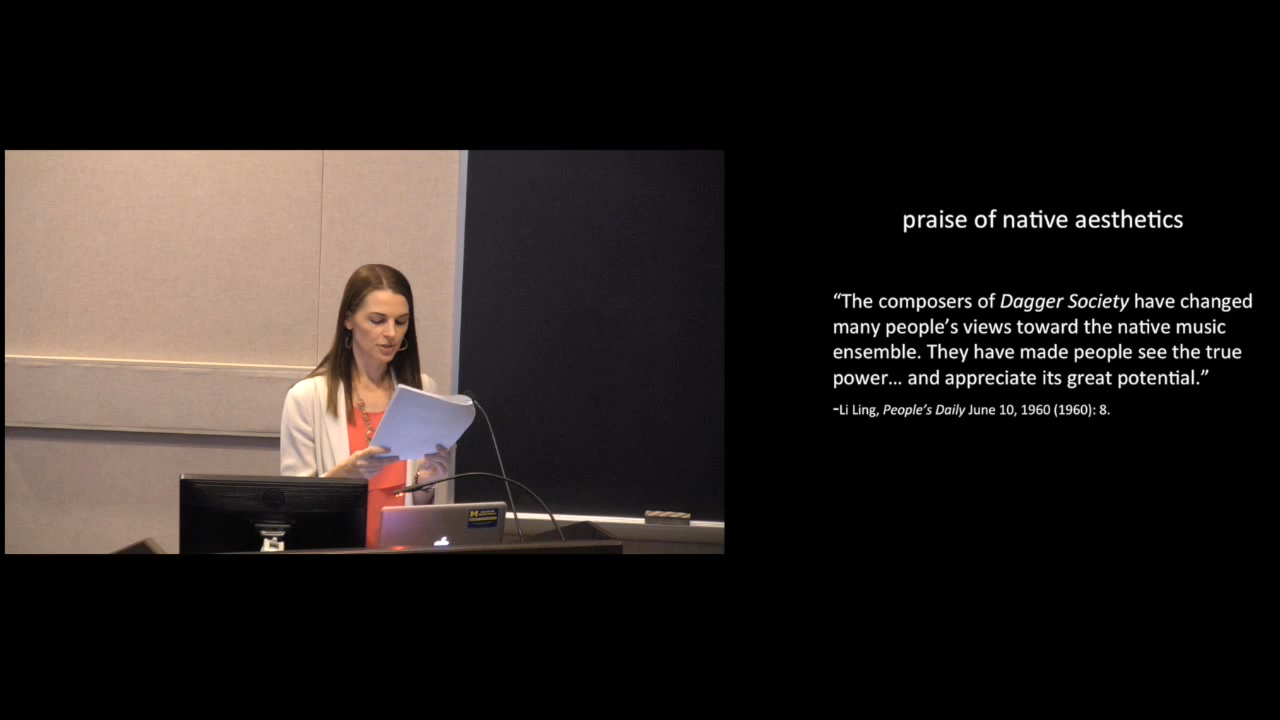 praise of native aesthetics
“The composers of Dagger Society have changed
many people’s views toward the native music
ensemble. They have made people see the true
power... and appreciate its great potential.”
-Li Ling, People’s Daily June 10, 1960 (1960): 8.
M